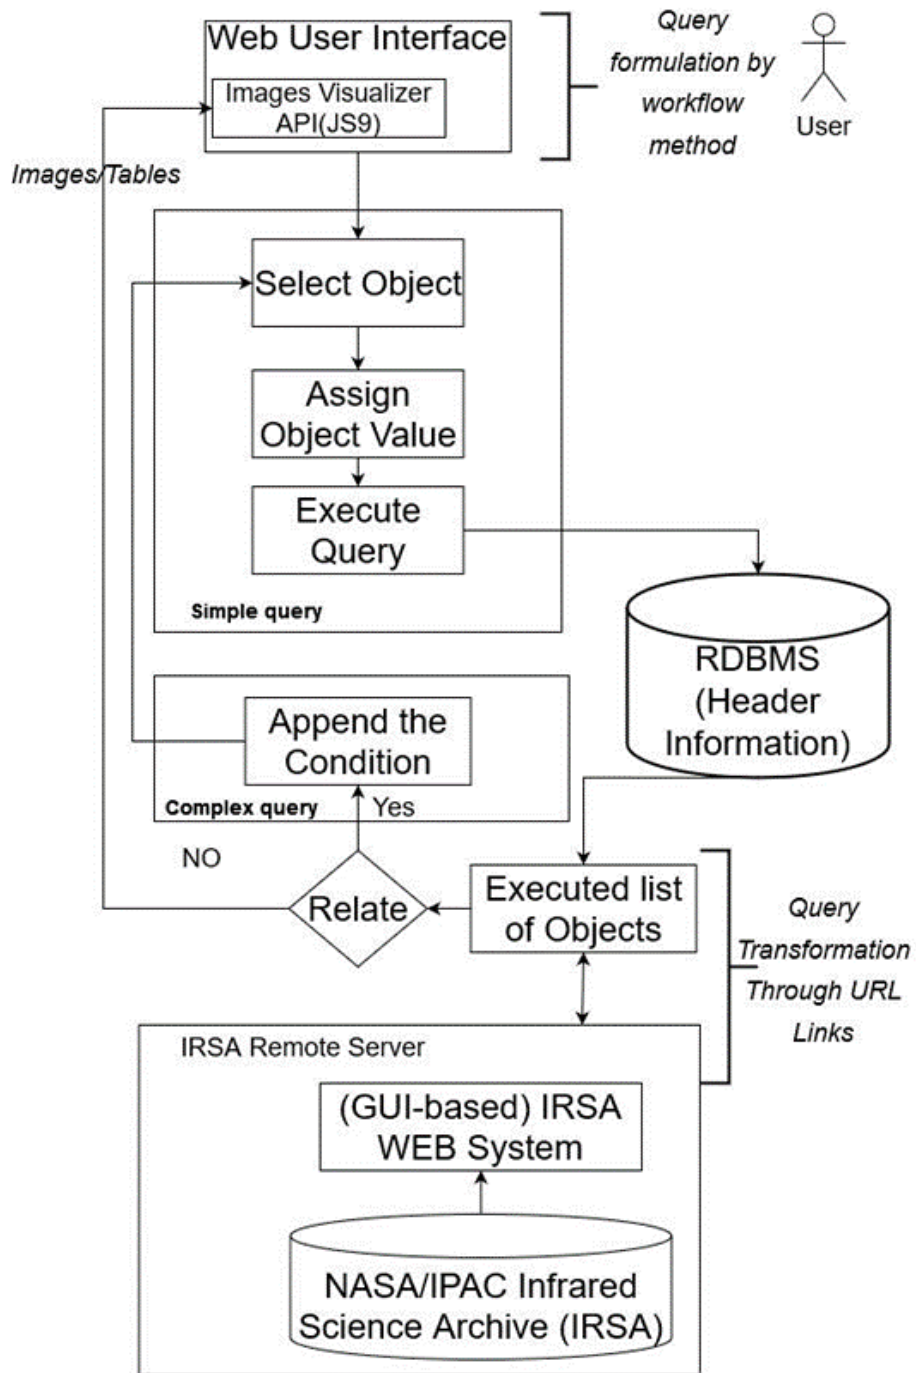 Web User Interface
Images Visualizer
API(JS9)
Query
formulation by
workflow
method
User
Images/Tables
Select Object
Assign
Object Value
Execute
Query
Simple query
RDBMS
(Header
Information)
Append the
Condition
Complex query
Yes
NO
Relate
Executed list
of Objects
Query
Transformation
Through URL
Links
IRSA Remote Server
(GUI-based) IRSA
WEB System
NASA/IPAC Infrared
Science Archive (IRSA)